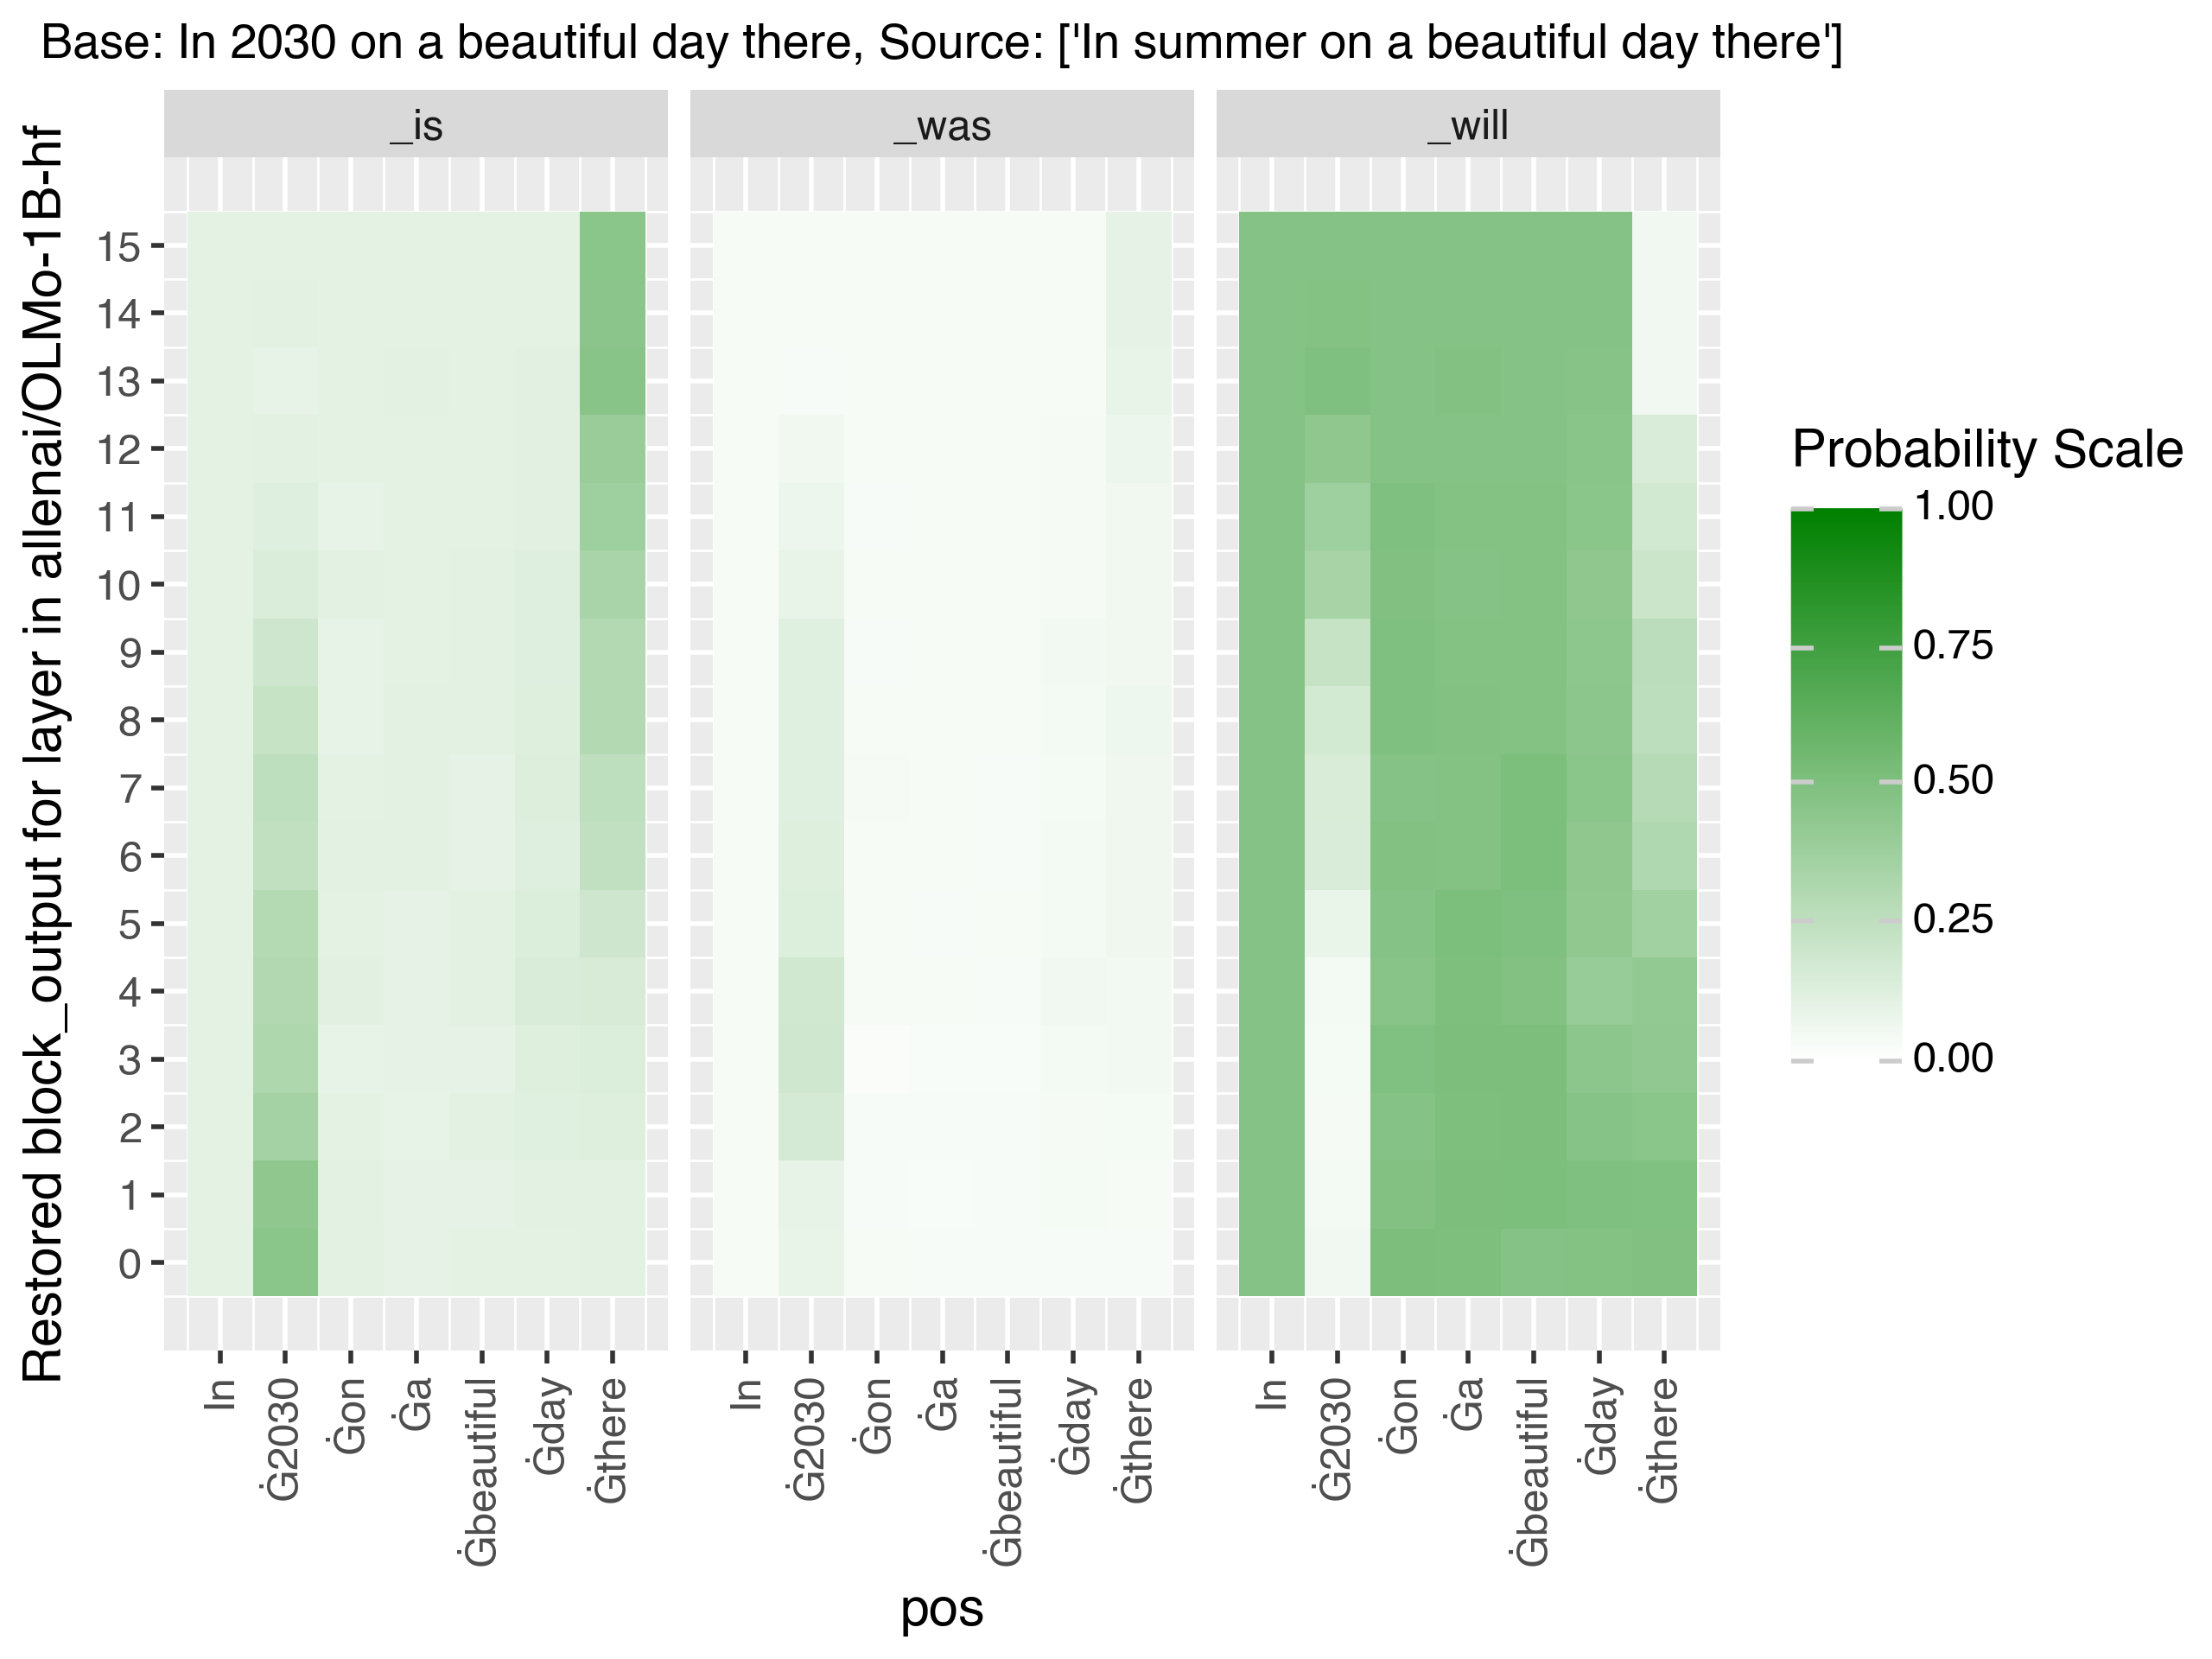 Base: In 2030 on a beautiful day there, Source: ['In summer on a beautiful day there']
_is
_was
_will
Restored block_output for layer in allenai/OLMo-1B-hf
15
14
13
12
11
10
9
8
7
6
5
4
3
2
1
0
In
Ġ2030
Ġon
Ġa
Ġbeautiful
Ġday
Ġthere
In
Ġ2030
Ġon
Ġa
Ġbeautiful
Ġday
Ġthere
In
Ġ2030
Ġon
Ġa
Ġbeautiful
Ġday
Ġthere
pos
Probability Scale
1.00
0.75
0.50
0.25
0.00